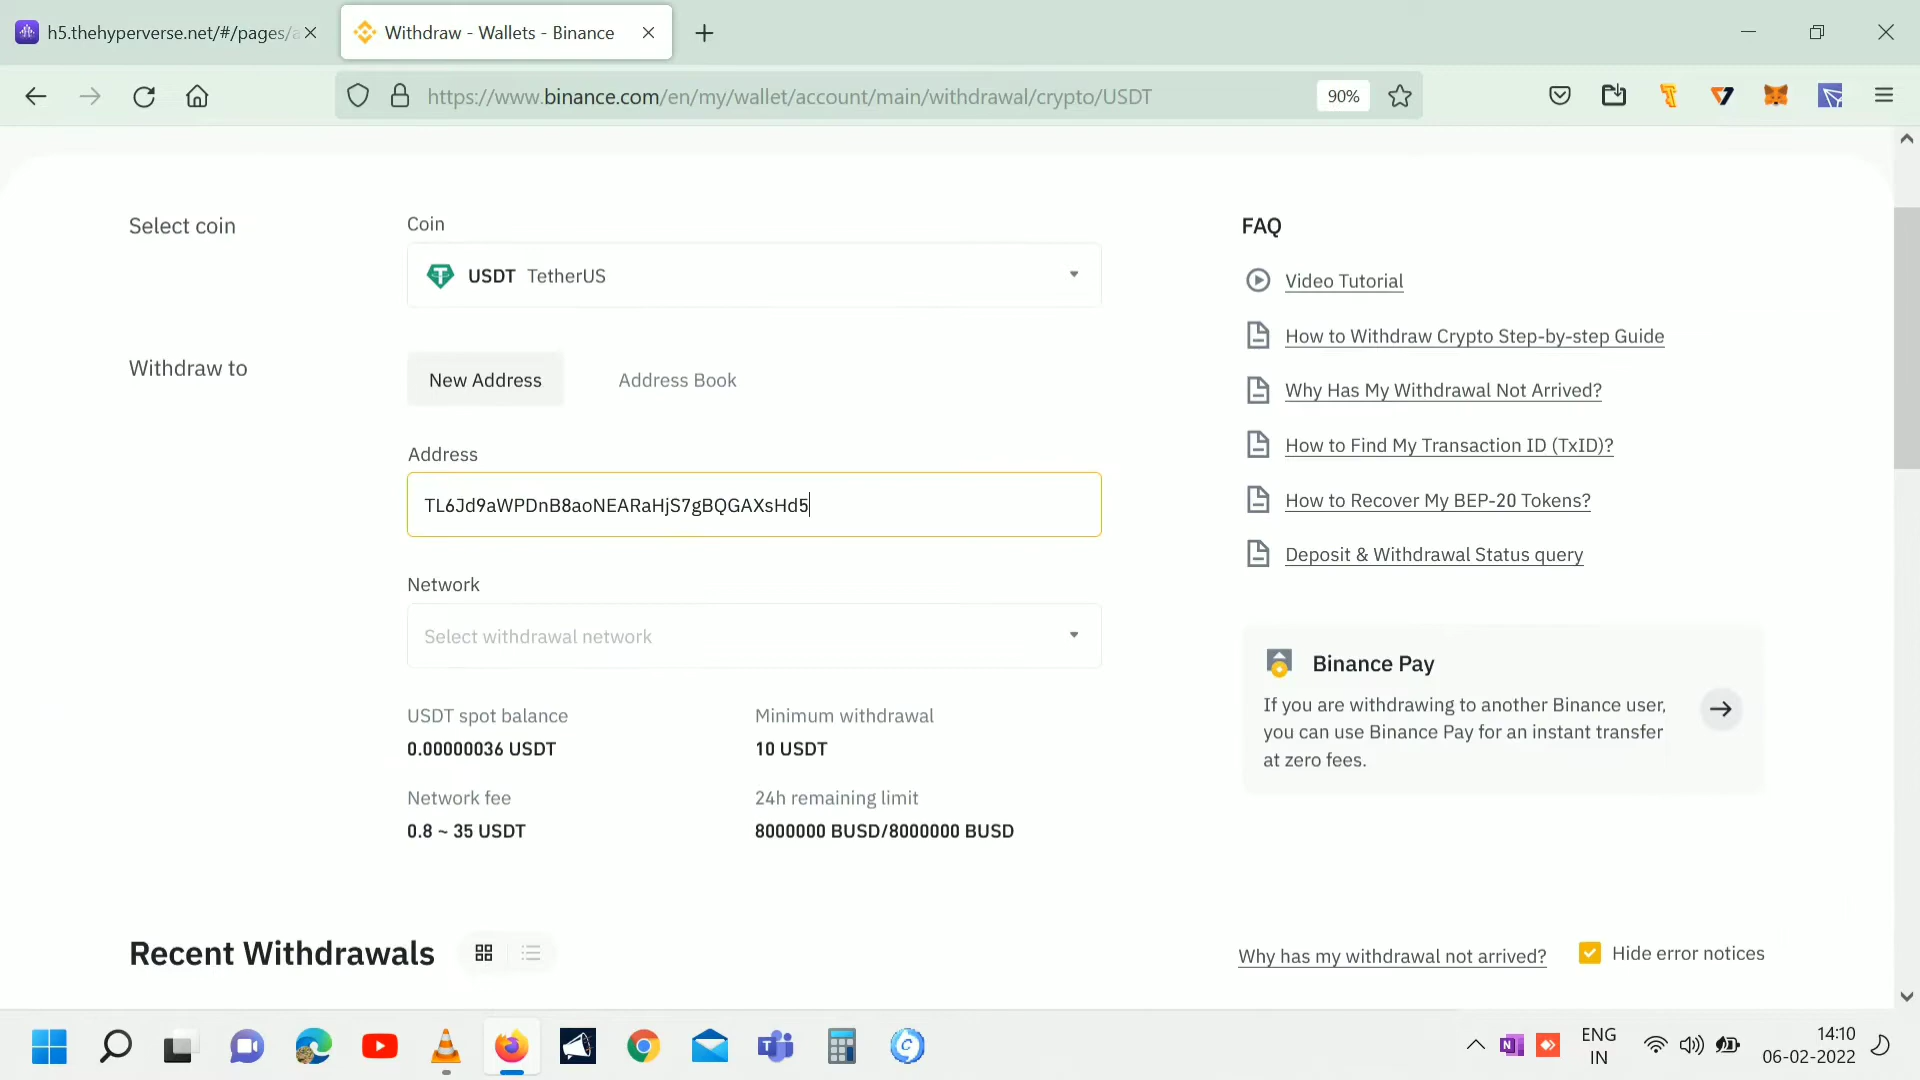 h5.thehyperverse.net/#/pages/a
Withdraw - Wallets - Binance
https://www.binance.com/en/my/wallet/account/main/withdrawal/crypto/USDT
90%
Select coin
Coin
USDT TetherUS
Withdraw to
New Address
Address Book
Address
TL6Jd9aWPDnB8aoNEARaHjS7gBQGAXsHd5
Network
Select withdrawal network
USDT spot balance
0.00000036 USDT
Minimum withdrawal
10 USDT
Network fee
0.8 ~ 35 USDT
24h remaining limit
8000000 BUSD/8000000 BUSD
FAQ
Video Tutorial
How to Withdraw Crypto Step-by-step Guide
Why Has My Withdrawal Not Arrived?
How to Find My Transaction ID (TxID)?
How to Recover My BEP-20 Tokens?
Deposit & Withdrawal Status query
Binance Pay
If you are withdrawing to another Binance user,
you can use Binance Pay for an instant transfer
at zero fees.
Recent Withdrawals
Why has my withdrawal not arrived?
Hide error notices
ENG
IN
14:10
06-02-2022